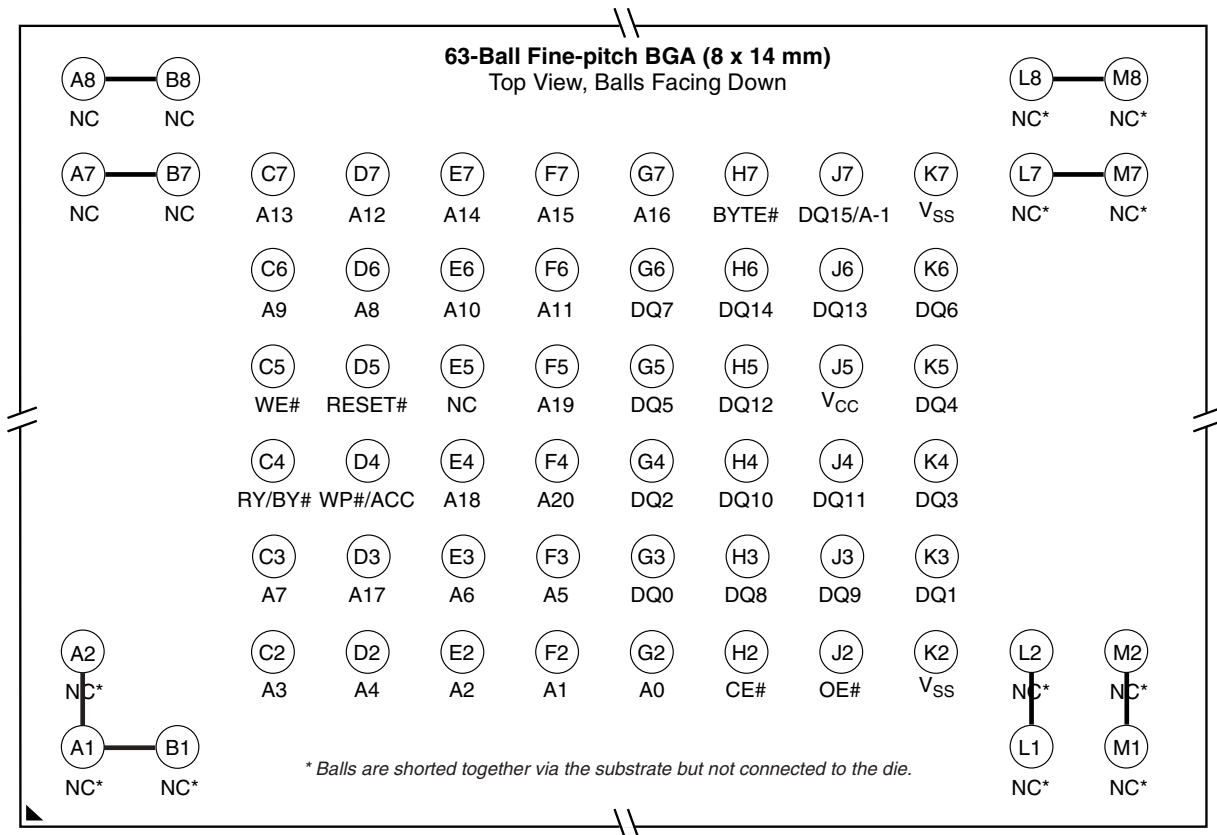 63-Ball Fine-pitch BGA (8 x 14 mm)
Top View, Balls Facing Down
A8 B8 L8 M8
NC NC NC* NC*
A7 B7 C7 D7 E7 F7 G7 H7 J7 K7 L7 M7
NC NC A13 A12 A14 A15 A16 BYTE# DQ15/A-1 VSS NC* NC*
C6 D6 E6 F6 G6 H6 J6 K6
A9 A8 A10 A11 DQ7 DQ14 DQ13 DQ6
C5 D5 E5 F5 G5 H5 J5 K5
WE# RESET# NC A19 DQ5 DQ12 VCC DQ4
C4 D4 E4 F4 G4 H4 J4 K4
RY/BY# WP#/ACC A18 A20 DQ2 DQ10 DQ11 DQ3
C3 D3 E3 F3 G3 H3 J3 K3
A7 A17 A6 A5 DQ0 DQ8 DQ9 DQ1
A2 C2 D2 E2 F2 G2 H2 J2 K2 L2 M2
NC* A3 A4 A2 A1 A0 CE# OE# VSS NC* NC*
A1 B1 L1 M1
* Balls are shorted together via the substrate but not connected to the die.
NC* NC* NC* NC*